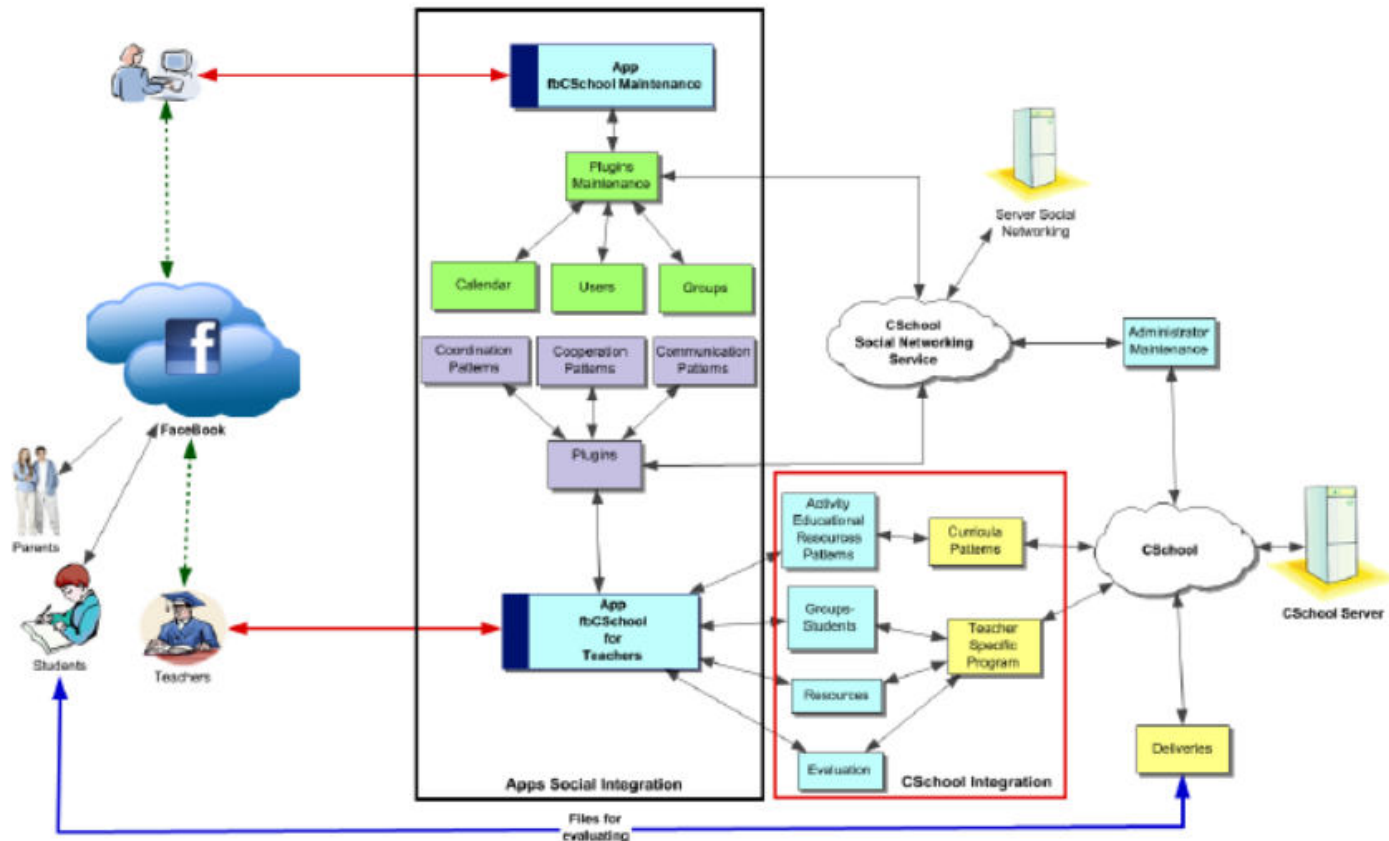 App
fbCSchool Maintenance
Plugins
Maintenance
Server Social
Networking
Calendar
Users
Groups
f
CSchool
Social Networking
Service
Administrator
Maintenance
Coordination
Patterns
Cooperation
Patterns
Communication
Patterns
FaceBook
Plugins
Parents
Activity
Educational
Resources
Patterns
Curricula
Patterns
CSchool
CSchool Server
App
fbCSchool
for
Teachers
Groups-
Students
Teacher
Specific
Program
Students
Teachers
Resources
Evaluation
Deliveries
Apps Social Integration
CSchool Integration
Files for
evaluating